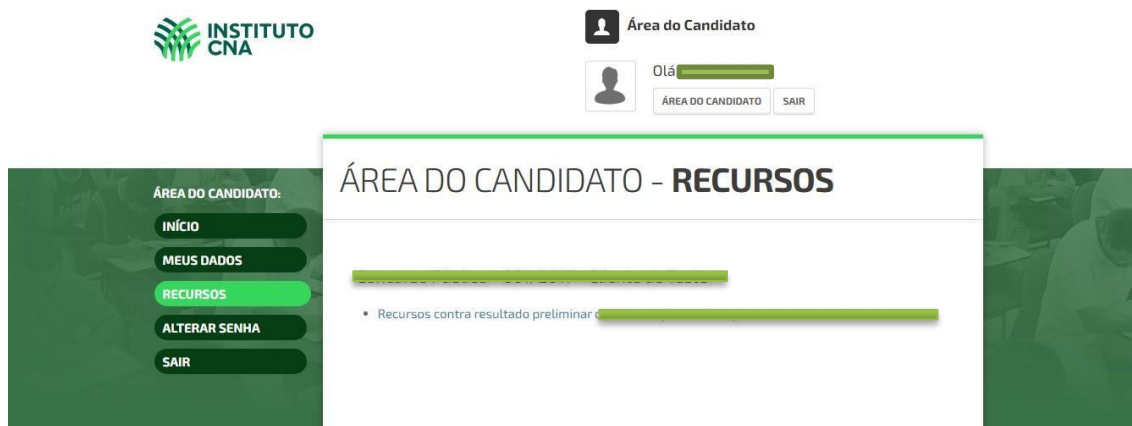 INSTITUTO
CNA
Área do Candidato
Olá
ÁREA DO CANDIDATO SAIR
ÁREA DO CANDIDATO - RECURSOS
ÁREA DO CANDIDATO:
INÍCIO
MEUS DADOS
RECURSOS
ALTERAR SENHA
SAIR
Recursos contra resultado preliminar